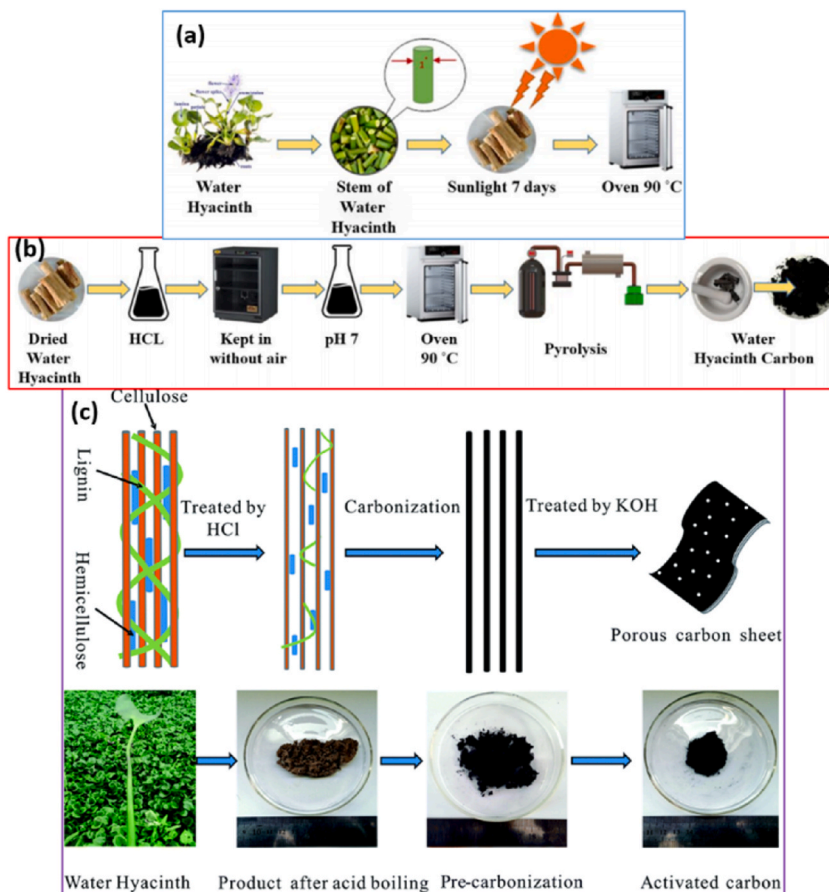 (a)
Water
Hyacinth
Stem of
Water
Hyacinth
Sunlight 7 days
Oven 90 °C
(b)
Dried
Water
Hyacinth
HCL
Kept in
without air
pH 7
Oven
90 °C
Pyrolysis
Water
Hyacinth Carbon
(c)
Cellulose
Lignin
Hemicellulose
Treated by
HCl
Carbonization
Treated by KOH
Porous carbon sheet
Water Hyacinth
Product after acid boiling
Pre-carbonization
Activated carbon